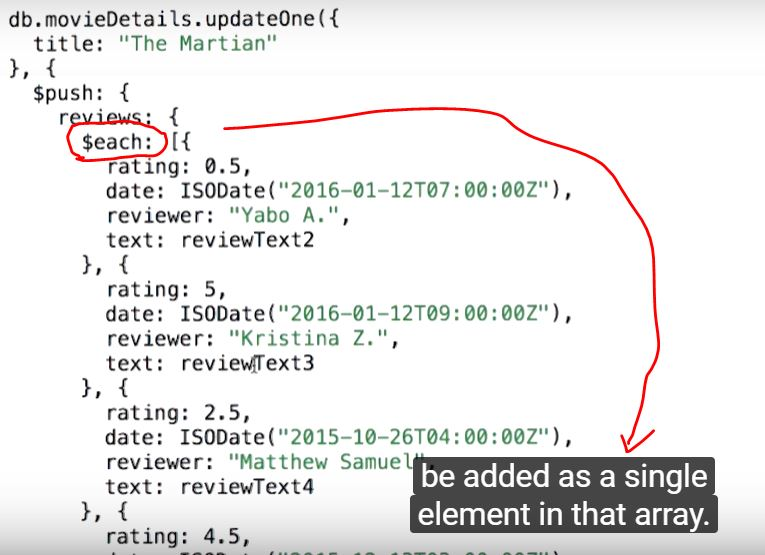 db.movieDetails.updateOne({
title: "The Martian"
}, {
$push: {
reviews: {
$each: [{
rating: 0.5,
date: ISODate("2016-01-12T07:00:00Z"),
reviewer: "Yabo A.",
text: reviewText2
}, {
rating: 5,
date: ISODate("2016-01-12T09:00:00Z"),
reviewer: "Kristina Z.",
text: reviewText3
}, {
rating: 2.5,
date: ISODate("2015-10-26T04:00:00Z"),
reviewer: "Matthew Samuel",
text: reviewText4
}, {
rating: 4.5,
be added as a single
element in that array.